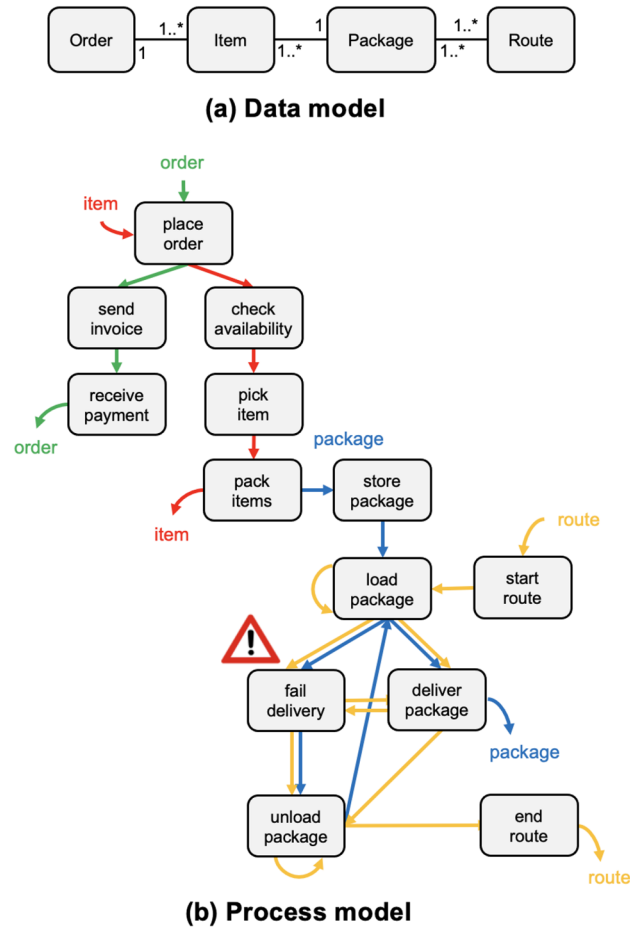 Order
Item
Package
Route
1
1..*
1..*
1
1..*
1..*
(a) Data model
order
item
place
order
send
invoice
check
availability
receive
payment
pick
item
order
package
pack
items
store
package
item
route
load
package
start
route
!
fail
delivery
deliver
package
package
unload
package
end
route
route
(b) Process model